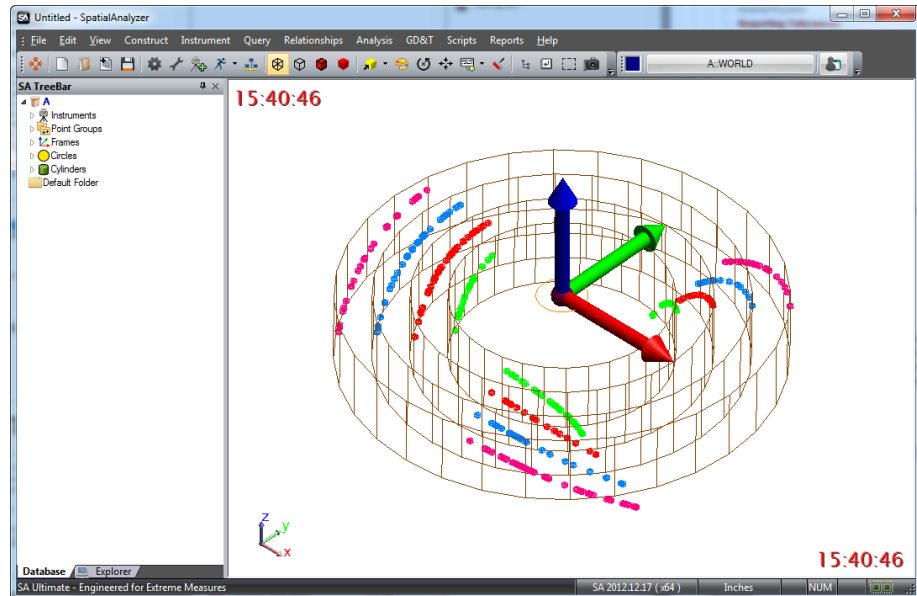 Untitled - SpatialAnalyzer
File Edit View Construct Instrument Query Relationships Analysis GD&T Scripts Reports Help
A::WORLD
SA TreeBar
A
Instruments
Point Groups
Frames
Circles
Cylinders
Default Folder
15:40:46
z
y
x
15:40:46
Database Explorer
SA Ultimate - Engineered for Extreme Measures
SA 2012.12.17 ( x64 )
Inches
NUM